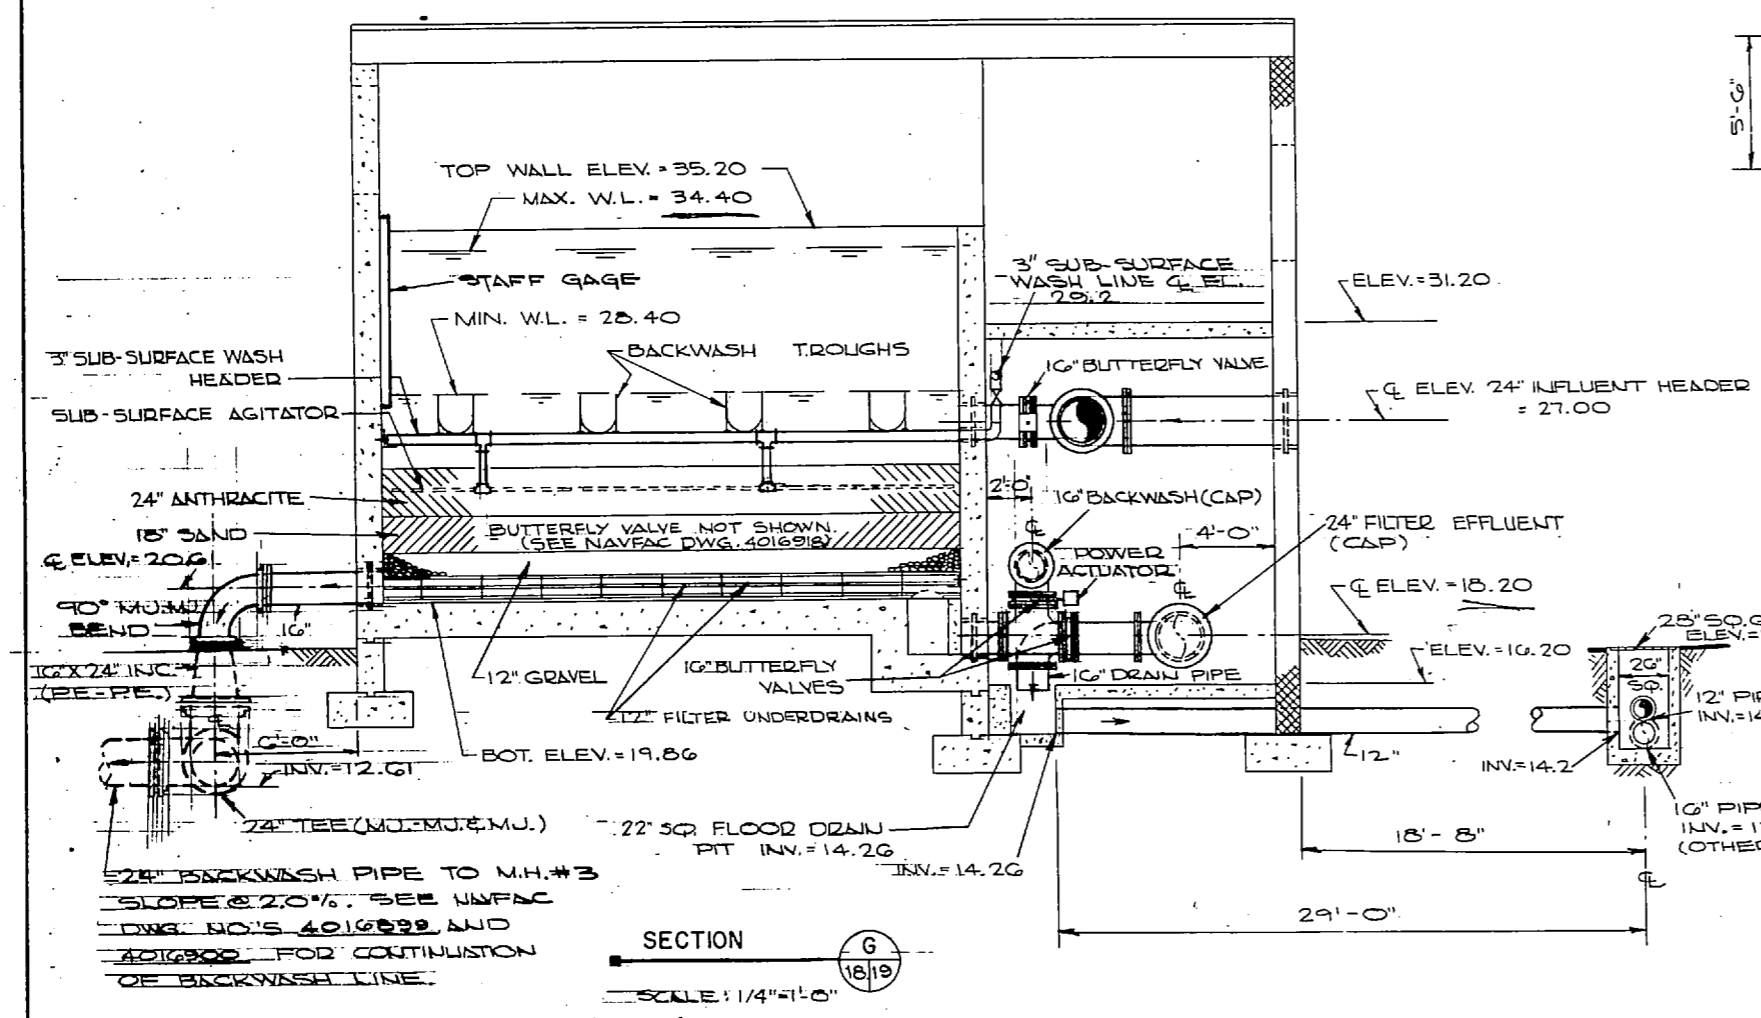 5'-6"
TOP WALL ELEV. = 35.20
MAX. W.L. = 34.40
STAFF GAGE
MIN. W.L. = 28.40
BACKWASH TROUGHS
3" SUB-SURFACE
WASH LINE ℄ EL.
29.2
ELEV. = 31.20
3" SUB-SURFACE WASH
HEADER
SUB-SURFACE AGITATOR
16" BUTTERFLY VALVE
℄ ELEV. 24" INFLUENT HEADER
= 27.00
24" ANTHRACITE
18" SAND
BUTTERFLY VALVE NOT SHOWN.
(SEE NAVFAC DWG. 4016918)
2'-0"
16" BACKWASH (CAP)
℄
4'-0"
24" FILTER EFFLUENT
(CAP)
℄ ELEV. = 20.6
POWER
ACTUATOR
℄
℄ ELEV. = 18.20
90° MJ.-MJ.
BEND
16"
16" X 24" INC.
(P.E.-P.E.)
12" GRAVEL
16" BUTTERFLY
VALVES
16" DRAIN PIPE
ELEV. = 16.20
28" SQ. G
ELEV. =
26"
SQ.
12" FILTER UNDERDRAINS
12" PIP
INV. = 14
℄
6'-0"
BOT. ELEV. = 19.86
INV. = 12.61
12"
INV. = 14.2
24" TEE (MJ.-MJ. & MJ.)
22" SQ. FLOOR DRAIN
PIT INV. = 14.26
INV. = 14.26
18'-8"
16" PIP
INV. = 1
(OTHER
℄
24" BACKWASH PIPE TO M.H. #3
SLOPE @ 2.0%. SEE NAVFAC
DWG. NO.'S 4016899 AND
4016900 FOR CONTINUATION
OF BACKWASH LINE.
29'-0"
SECTION
G
18 19
SCALE: 1/4"=1'-0"